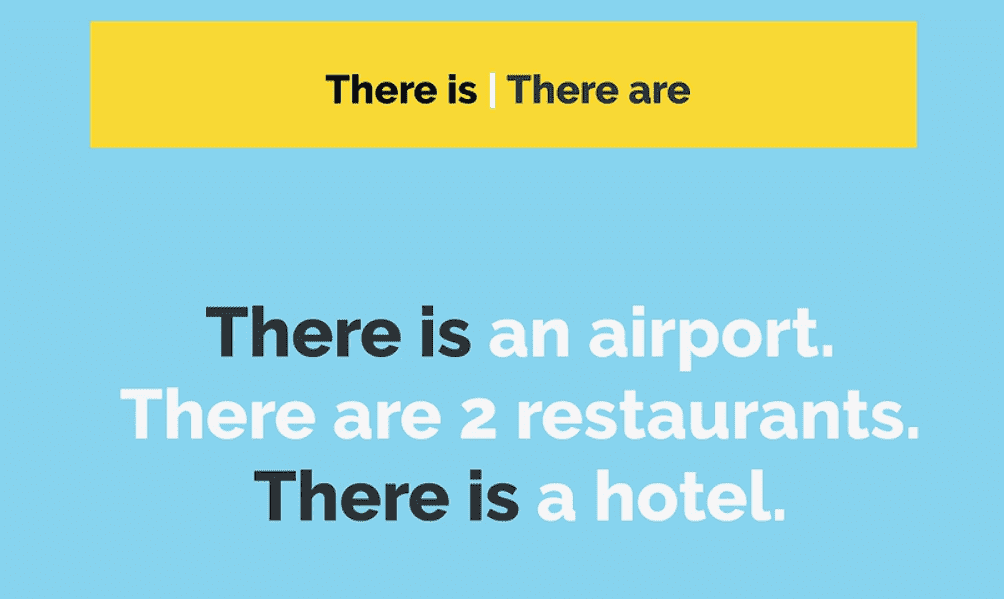 There is | There are
There is an airport.
There are 2 restaurants.
There is a hotel.